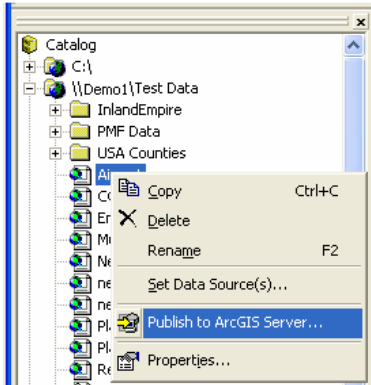 Catalog
C:\
\\Demo1\Test Data
InlandEmpire
PMF Data
USA Counties
Copy Ctrl+C
Delete
Rename F2
Set Data Source(s)...
Publish to ArcGIS Server...
Properties...